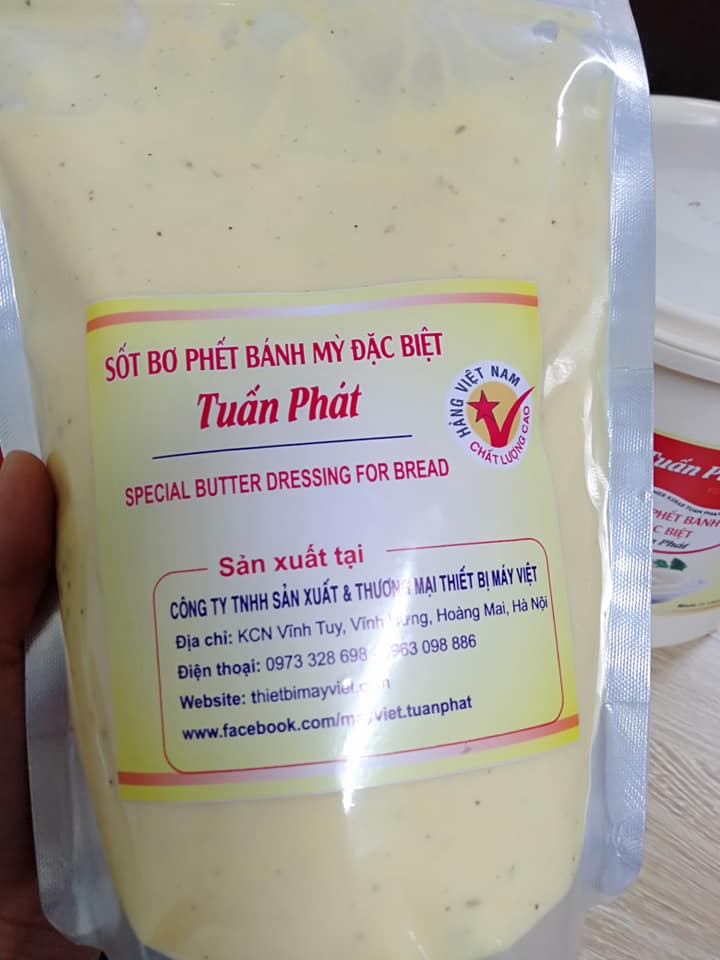 SỐT BƠ PHẾT BÁNH MỲ ĐẶC BIỆT
Tuấn Phát
HÀNG VIỆT NAM
CHẤT LƯỢNG CAO
SPECIAL BUTTER DRESSING FOR BREAD
Sản xuất tại
CÔNG TY TNHH SẢN XUẤT & THƯƠNG MẠI THIẾT BỊ MÁY VIỆT
Địa chỉ: KCN Vĩnh Tuy, Vĩnh Hưng, Hoàng Mai, Hà Nội
Điện thoại: 0973 328 698 - 0963 098 886
Website: thietbimayviet.com
www.facebook.com/mayviet.tuanphat
Tuấn
PHẾT BÁNH
BIỆT
Phát